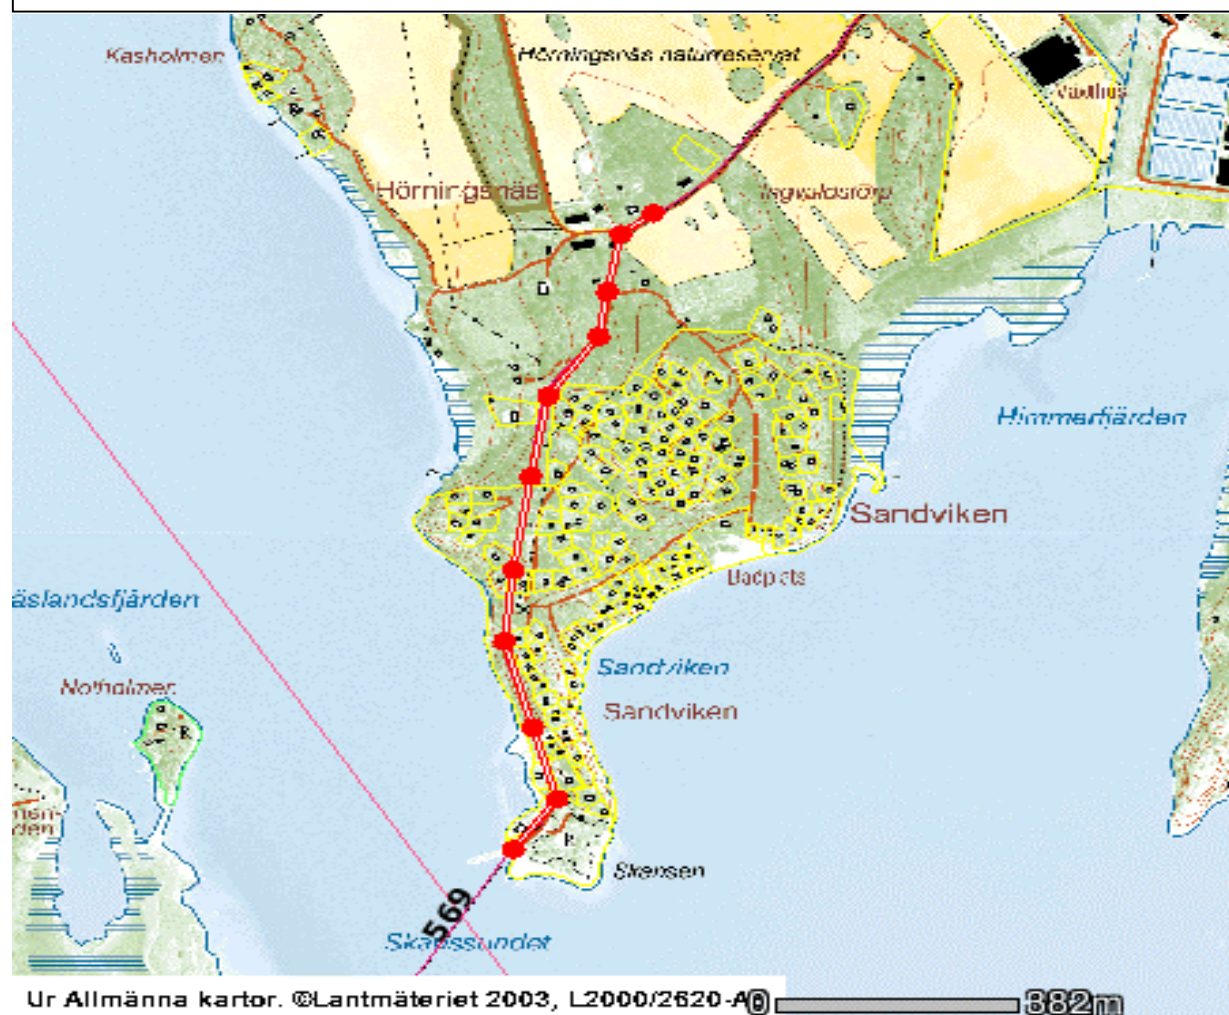 Kasholmen
Hörningsnäs naturreservat
Växthus
Hörningsnäs
Ingvaldstorp
Himmerfjärden
Sandviken
Badplats
äslandsfjärden
Sandviken
Notholmen
Sandviken
R
R
Skansen
569
Skanssundet
Ur Allmänna kartor. ©Lantmäteriet 2003, L2000/2620-A
0 382m